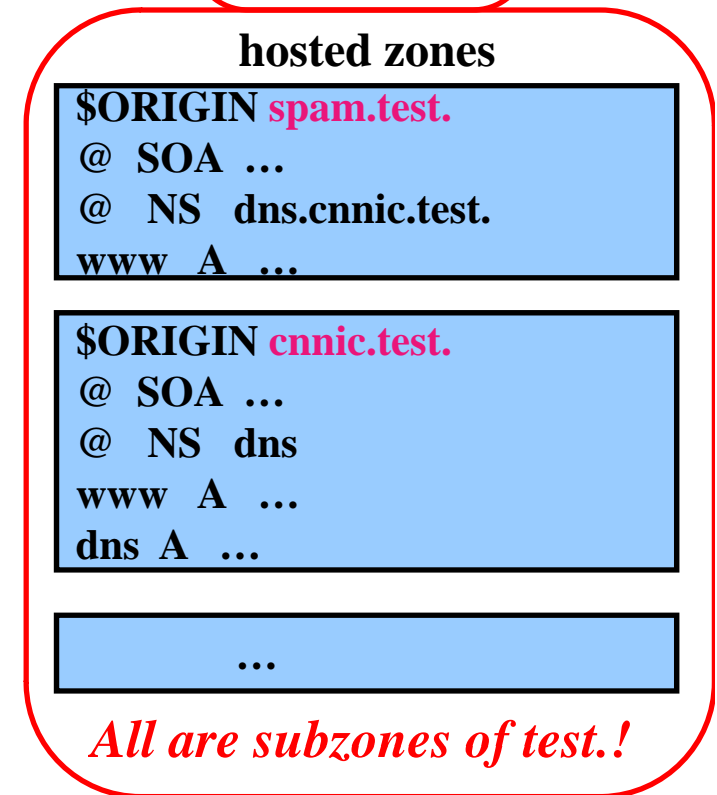 hosted zones
$ORIGIN spam.test.
@ SOA …
@ NS dns.cnnic.test.
www A …
$ORIGIN cnnic.test.
@ SOA …
@ NS dns
www A …
dns A …
…
All are subzones of test.!